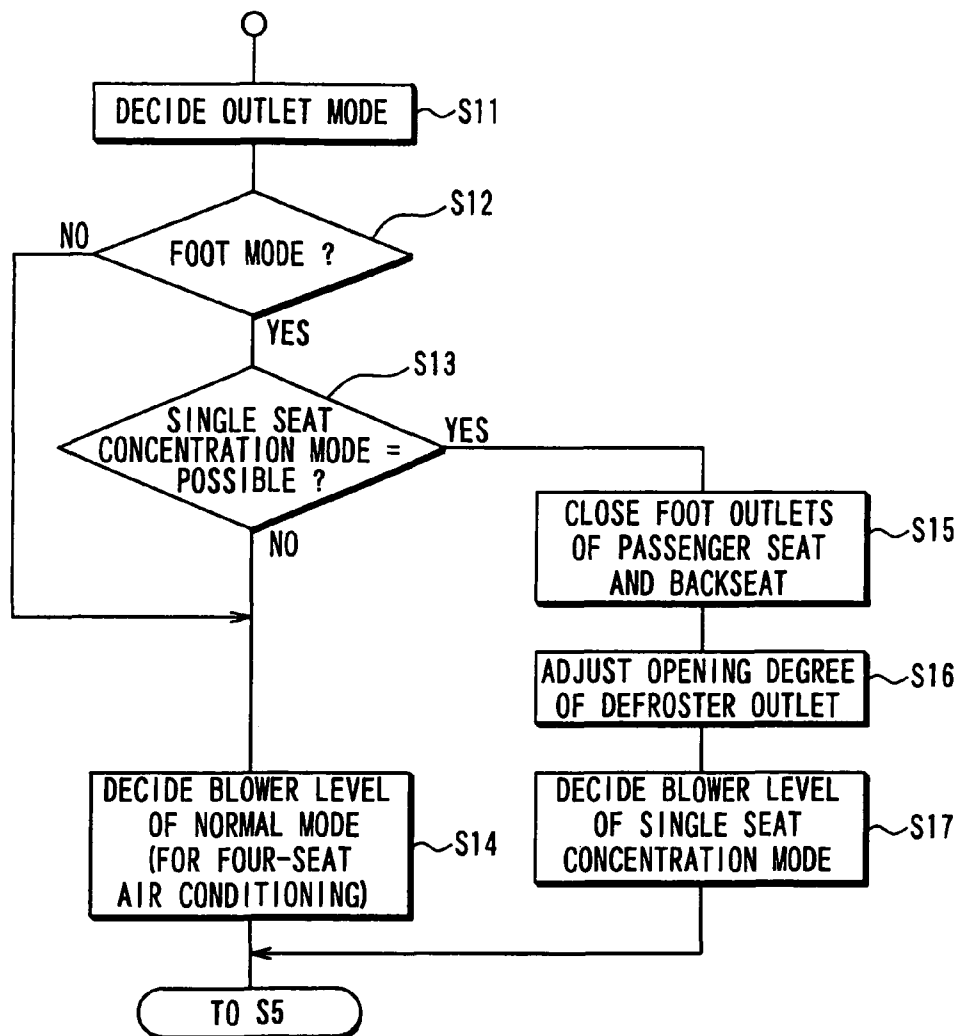 DECIDE OUTLET MODE
S11
S12
NO
FOOT MODE ?
YES
S13
SINGLE SEAT
CONCENTRATION MODE =
POSSIBLE ?
YES
NO
CLOSE FOOT OUTLETS
OF PASSENGER SEAT
AND BACKSEAT
S15
ADJUST OPENING DEGREE
OF DEFROSTER OUTLET
S16
DECIDE BLOWER LEVEL
OF NORMAL MODE
(FOR FOUR-SEAT
AIR CONDITIONING)
S14
DECIDE BLOWER LEVEL
OF SINGLE SEAT
CONCENTRATION MODE
S17
TO S5